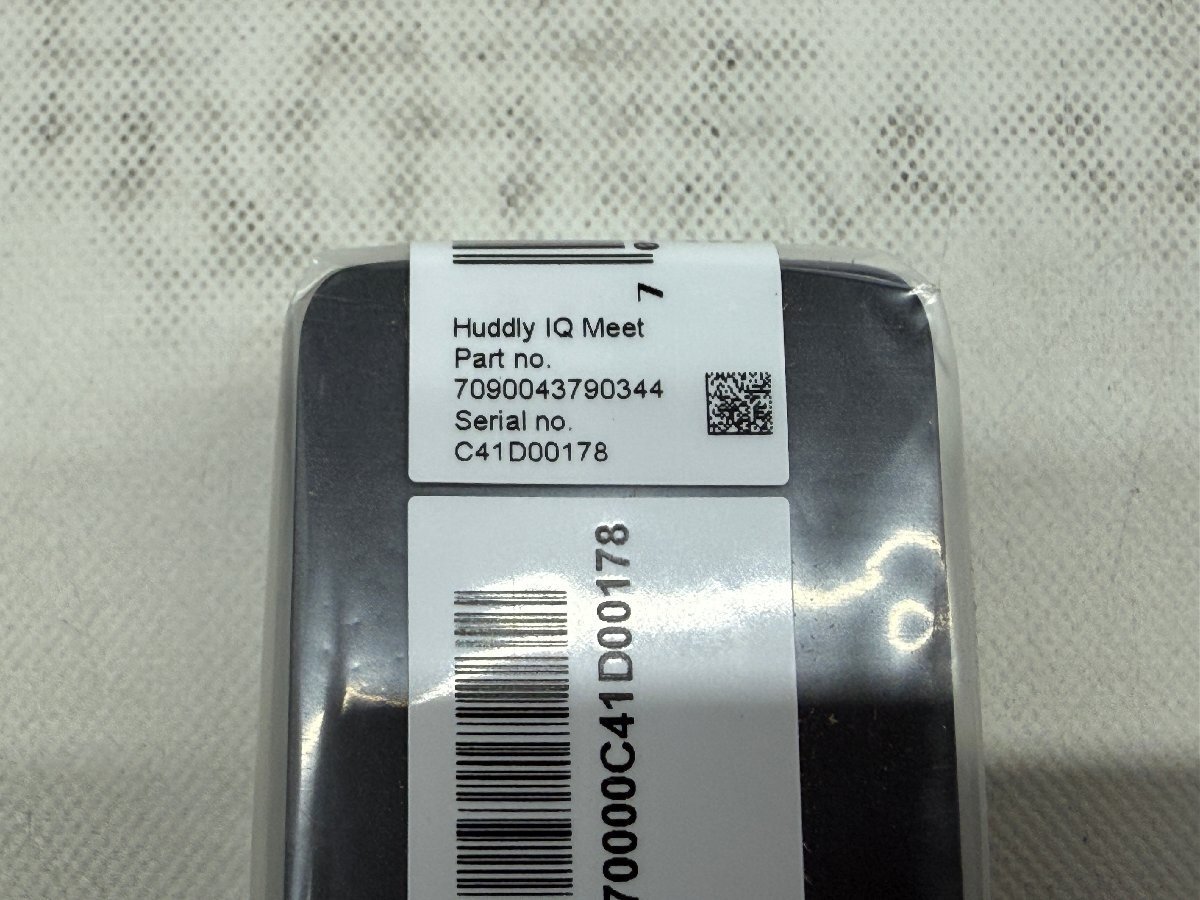 7
Huddly IQ Meet
Part no.
7090043790344
Serial no.
C41D00178
70000C41D00178